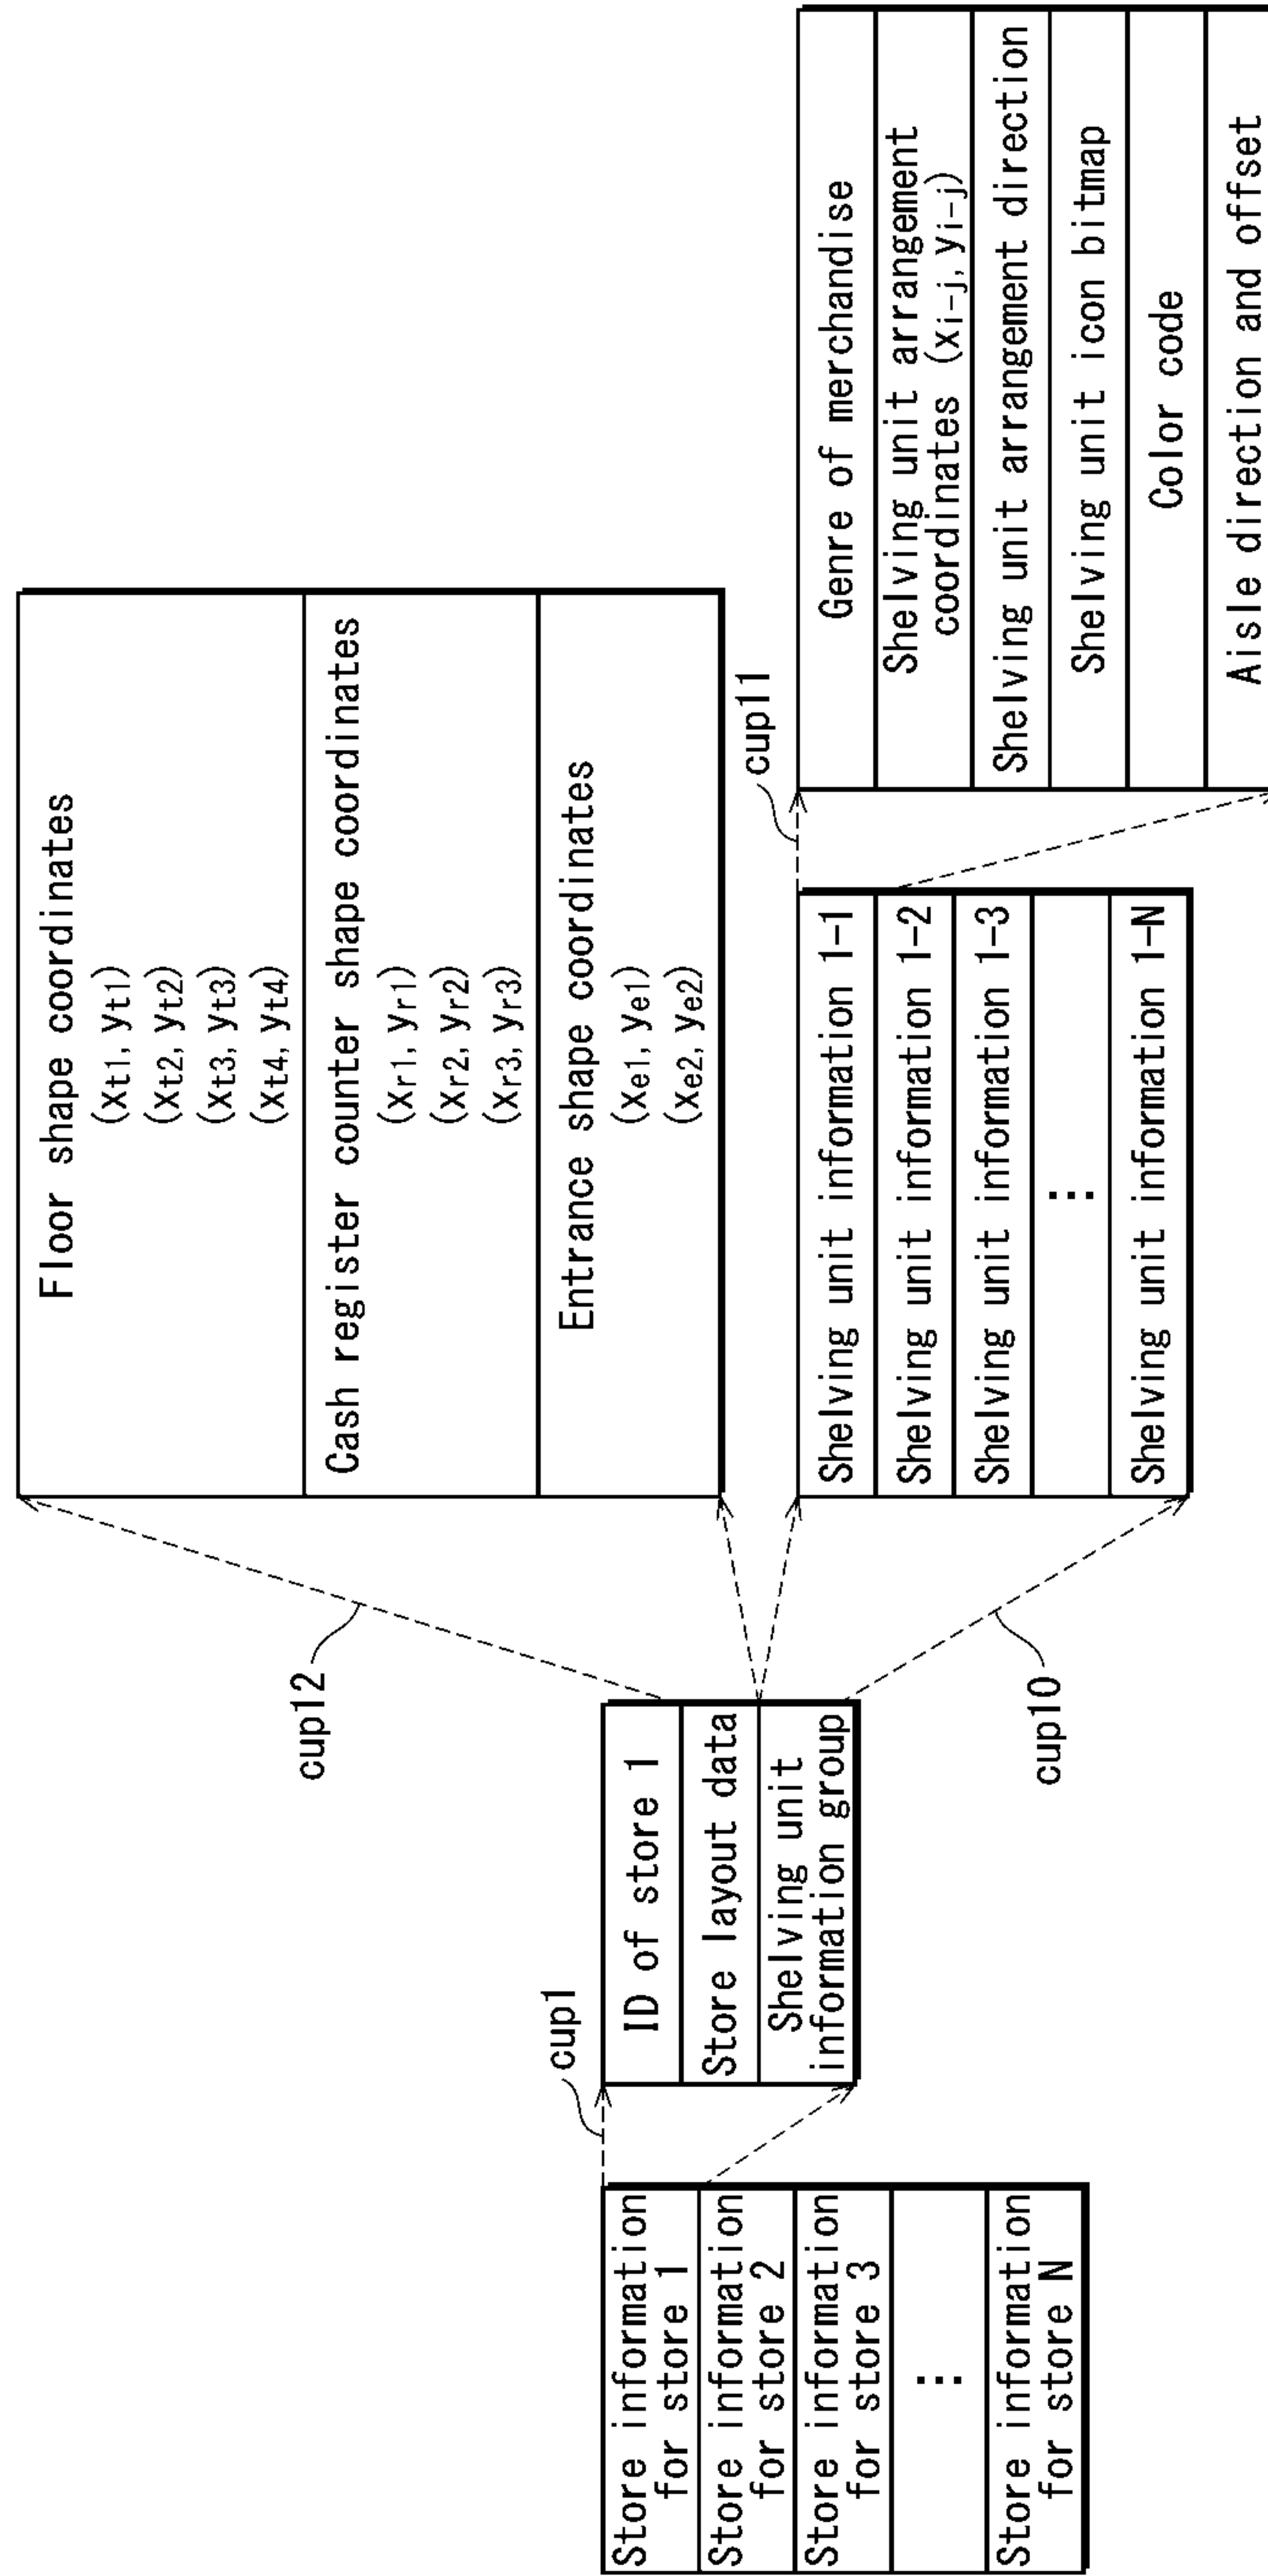 Store information
for store 1
Store information
for store 2
Store information
for store 3
...
Store information
for store N
cup1
ID of store 1
Store layout data
Shelving unit
information group
cup12
Floor shape coordinates
(xt1, yt1)
(xt2, yt2)
(xt3, yt3)
(xt4, yt4)
Cash register counter shape coordinates
(xr1, yr1)
(xr2, yr2)
(xr3, yr3)
Entrance shape coordinates
(xe1, ye1)
(xe2, ye2)
cup10
Shelving unit information 1-1
Shelving unit information 1-2
Shelving unit information 1-3
...
Shelving unit information 1-N
cup11
Genre of merchandise
Shelving unit arrangement
coordinates (xi-j, yi-j)
Shelving unit arrangement direction
Shelving unit icon bitmap
Color code
Aisle direction and offset